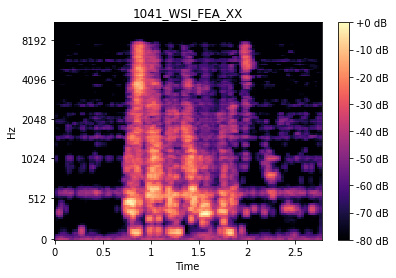 1041_WSI_FEA_XX
+0 dB
8192
-10 dB
4096
-20 dB
-30 dB
2048
Hz
-40 dB
1024
-50 dB
512
-60 dB
-70 dB
0
-80 dB
0
0.5
1
1.5
2
2.5
Time